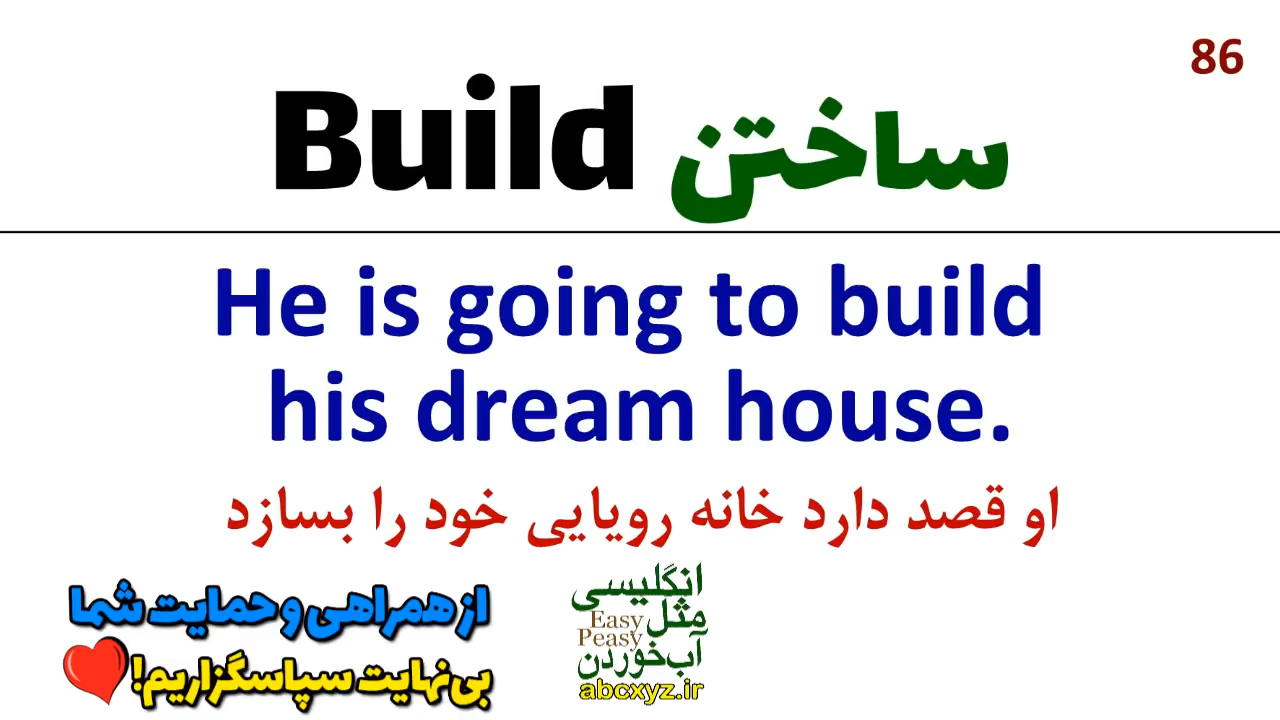 86
Build ساختن
He is going to build
his dream house.
او قصد دارد خانه رویایی خود را بسازد
از همراهی و حمایت شما
بی‌نهایت سپاسگزاریم!
انگلیسی
مثل Easy
Peasy
آب‌خوردن
abcxyz.ir